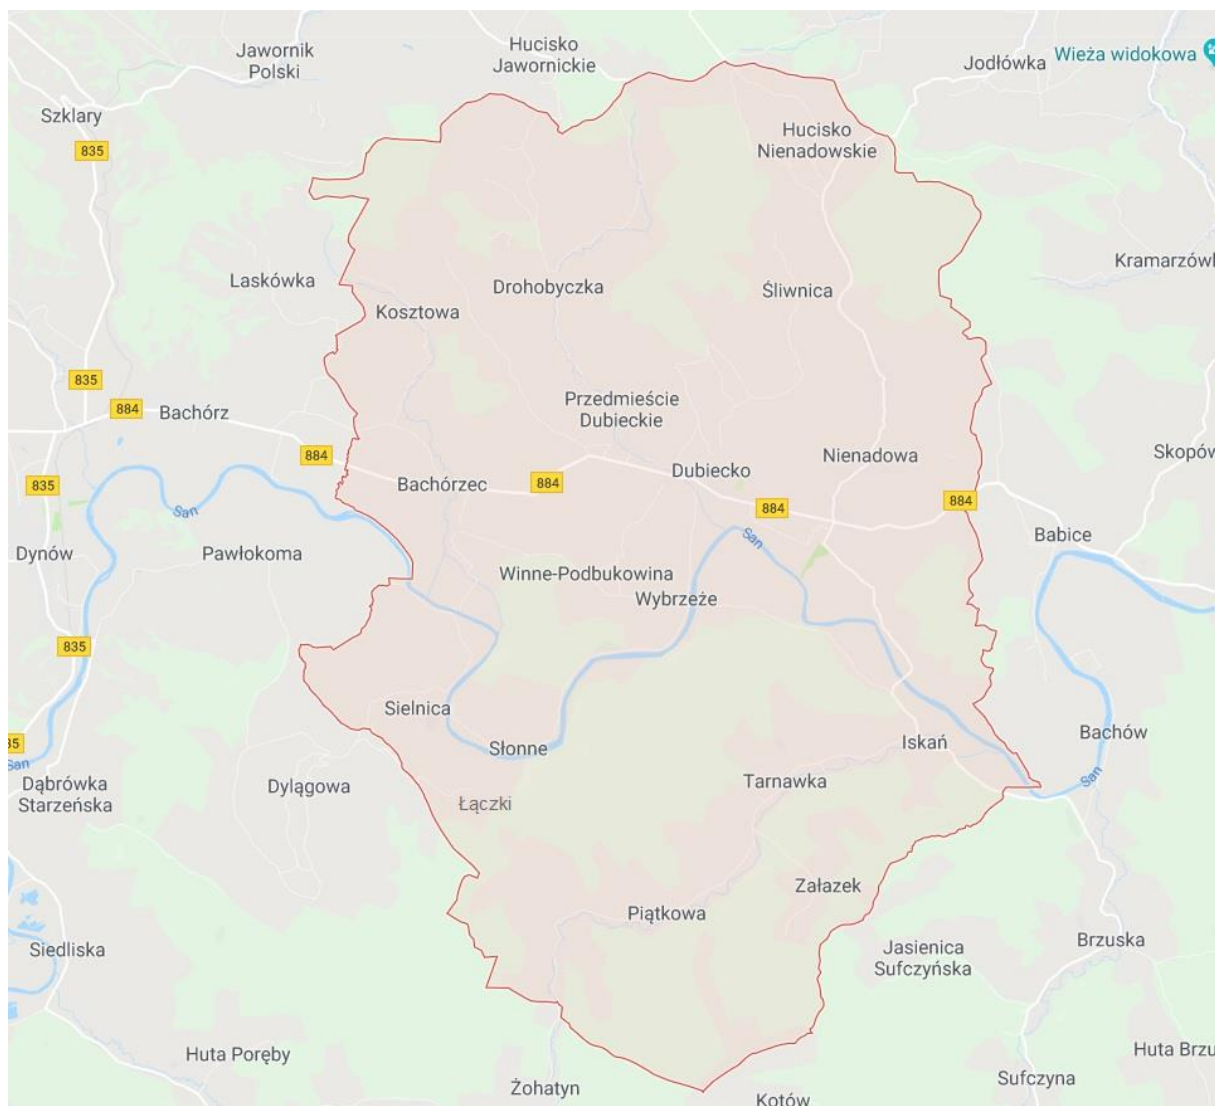 Jawornik
Polski
Hucisko
Jawornickie
Jodłówka
Wieża widokowa
Szklary
835
Hucisko
Nienadowskie
Kramarzówk
Laskówka
Drohobyczka
Śliwnica
Kosztowa
835
884
Bachórz
Przedmieście
Dubieckie
884
Nienadowa
Skopów
Dubiecko
835
Bachórzec
884
884
884
San
San
Babice
Dynów
Pawłokoma
Winne-Podbukowina
Wybrzeże
835
Sielnica
Słonne
Iskań
Bachów
35
San
San
Dąbrówka
Starzeńska
Dylągowa
Tarnawka
Łączki
Załazek
Piątkowa
Siedliska
Jasienica
Sufczyńska
Brzuska
Huta Poręby
Huta Brzu
Żohatyn
Sufczyna
Kotów